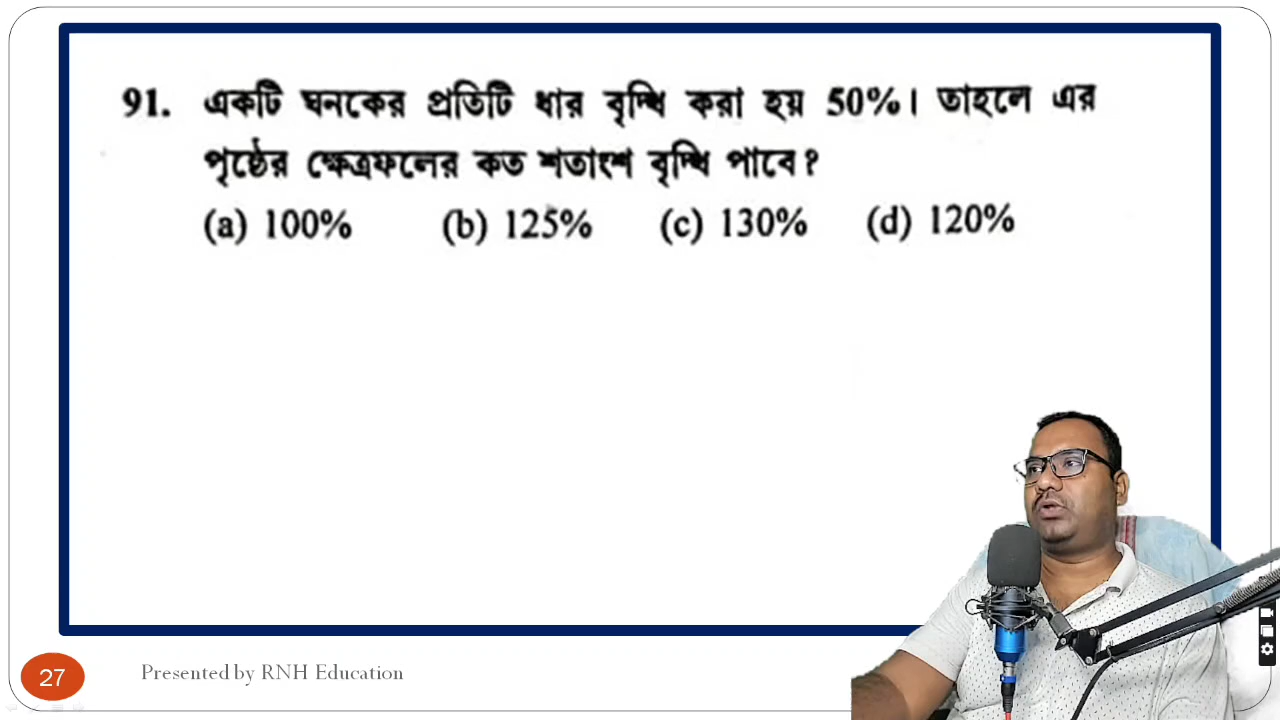 91. একটি ঘনকের প্রতিটি ধার বৃদ্ধি করা হয় 50%। তাহলে এর
পৃষ্ঠের ক্ষেত্রফলের কত শতাংশ বৃদ্ধি পাবে?
(a) 100% (b) 125% (c) 130% (d) 120%
27 Presented by RNH Education